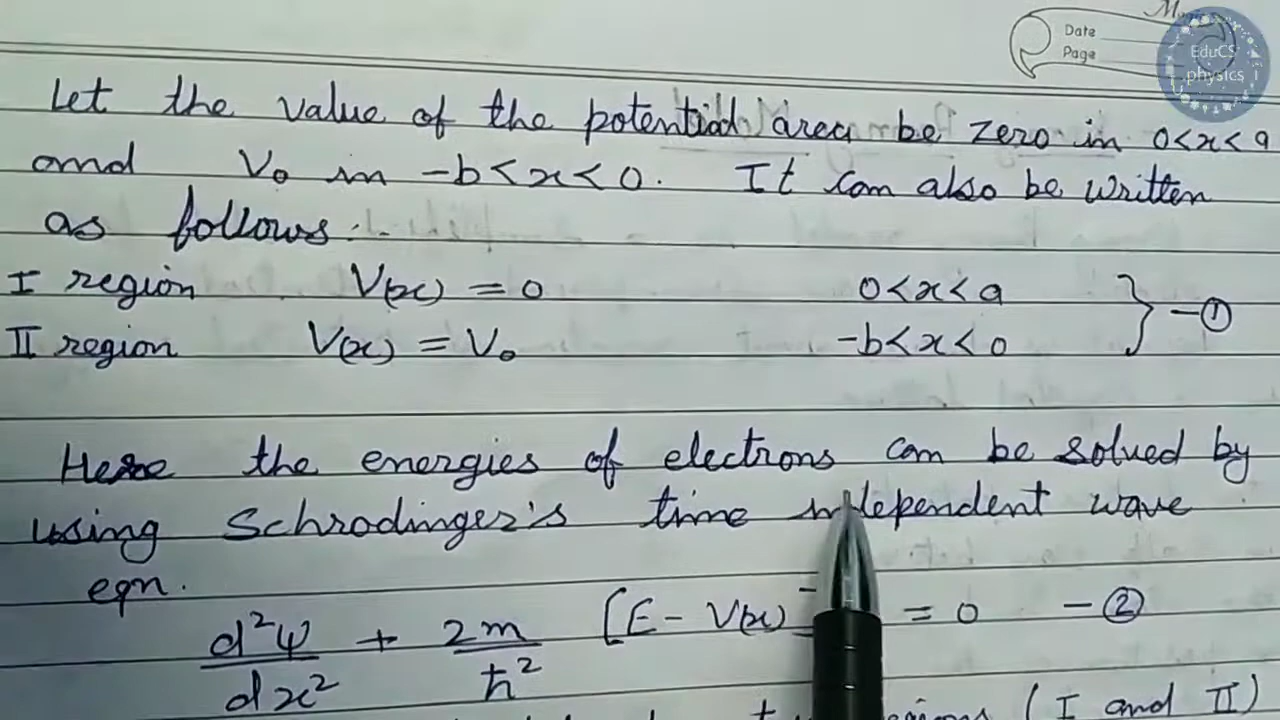 Date
Page
EduCS physics
Let the value of the potential area be zero in 0<x<a
and V₀ in -b<x<0. It can also be written
as follows:
I region V(x) = 0 0<x<a
II region V(x) = V₀ -b<x<0 } -①
Here the energies of electrons can be solved by
using Schrodinger's time independent wave
eqn.
d²ψ/dx² + 2m/ħ² [E - V(x) = 0 -②
(I and II)